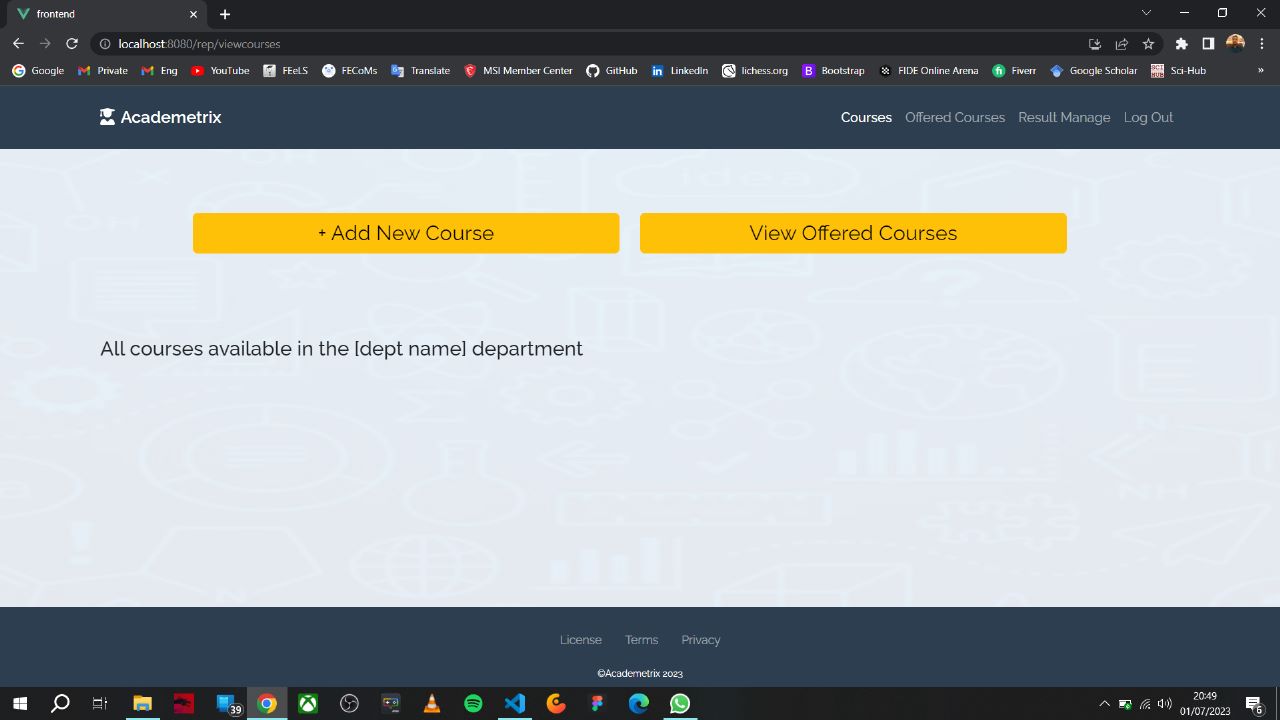 frontend
localhost:8080/rep/viewcourses
Google Private Eng YouTube FEeLS FECoMs Translate MSI Member Center GitHub LinkedIn lichess.org Bootstrap FIDE Online Arena Fiverr Google Scholar Sci-Hub »
Academetrix Courses Offered Courses Result Manage Log Out
+ Add New Course View Offered Courses
All courses available in the [dept name] department
License Terms Privacy
©Academetrix 2023
39 20:49
01/07/2023 6